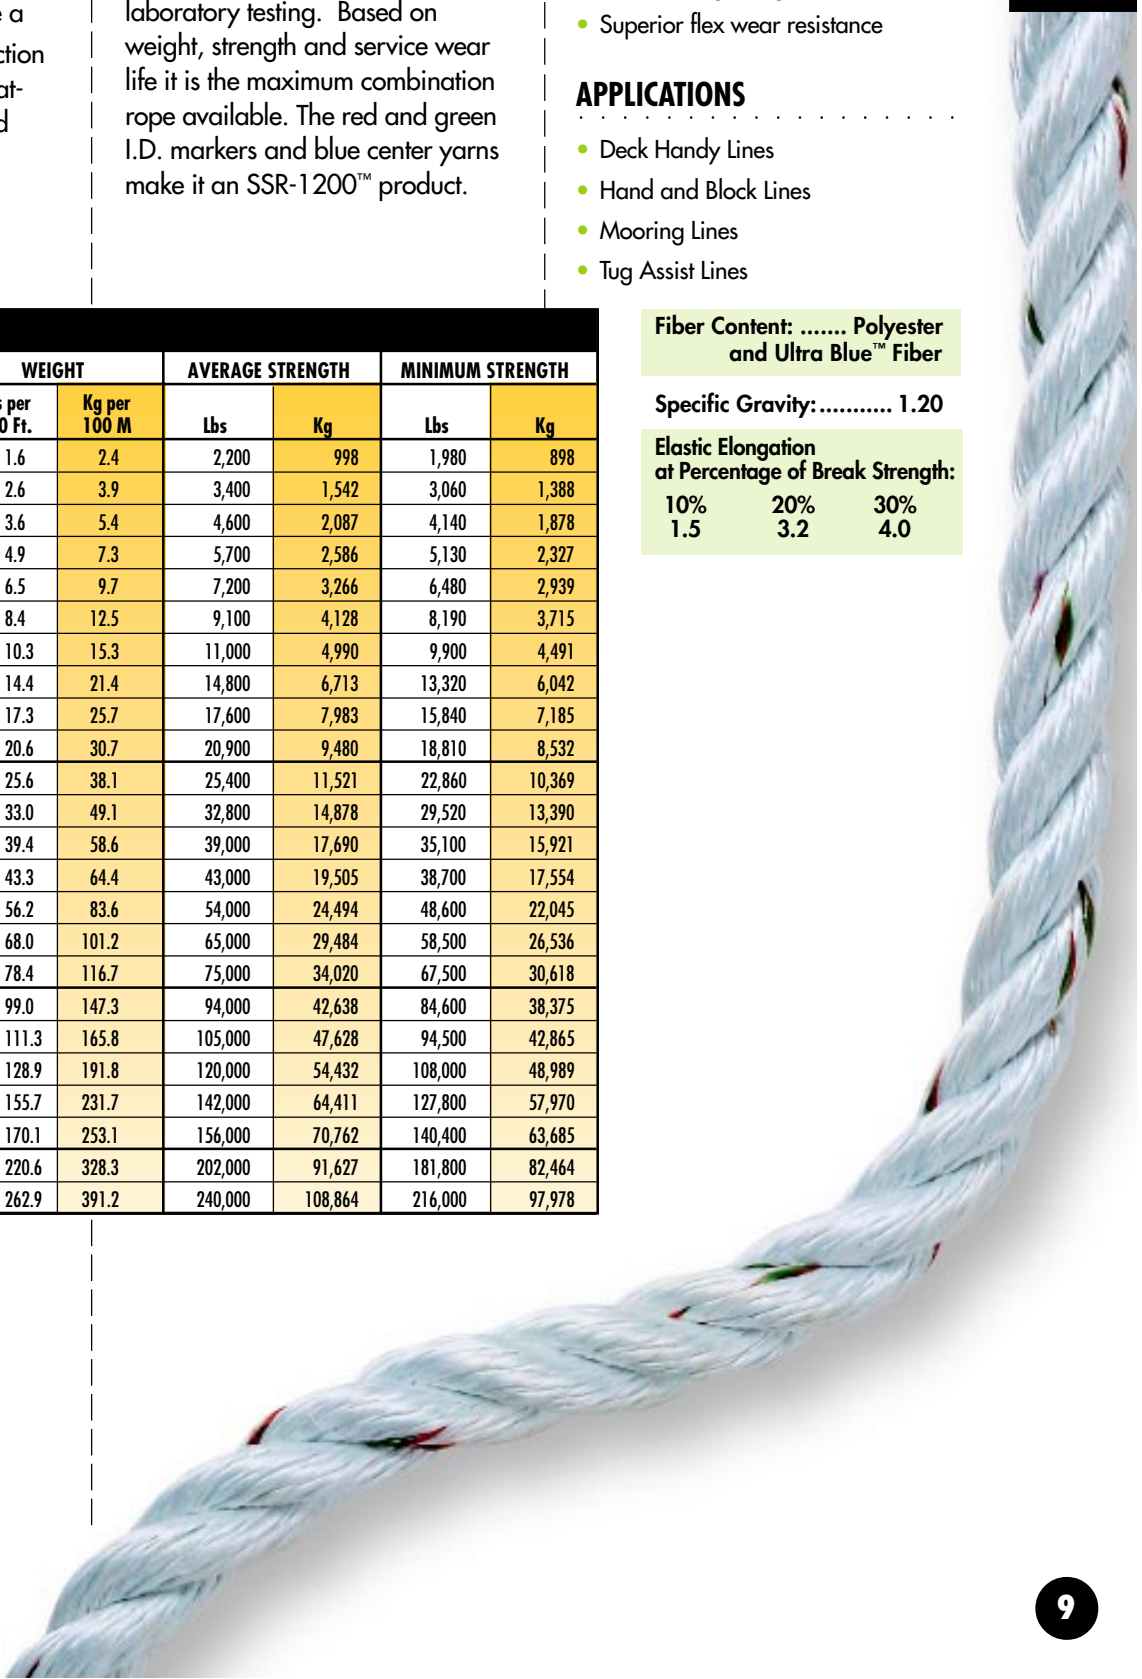 laboratory testing. Based on
weight, strength and service wear
life it is the maximum combination
rope available. The red and green
I.D. markers and blue center yarns
make it an SSR-1200™ product.
• Superior flex wear resistance
APPLICATIONS
• Deck Handy Lines
• Hand and Block Lines
• Mooring Lines
• Tug Assist Lines
WEIGHT AVERAGE STRENGTH MINIMUM STRENGTH
per Kg per
Ft. 100 M Lbs Kg Lbs Kg
1.6 2.4 2,200 998 1,980 898
2.6 3.9 3,400 1,542 3,060 1,388
3.6 5.4 4,600 2,087 4,140 1,878
4.9 7.3 5,700 2,586 5,130 2,327
6.5 9.7 7,200 3,266 6,480 2,939
8.4 12.5 9,100 4,128 8,190 3,715
10.3 15.3 11,000 4,990 9,900 4,491
14.4 21.4 14,800 6,713 13,320 6,042
17.3 25.7 17,600 7,983 15,840 7,185
20.6 30.7 20,900 9,480 18,810 8,532
25.6 38.1 25,400 11,521 22,860 10,369
33.0 49.1 32,800 14,878 29,520 13,390
39.4 58.6 39,000 17,690 35,100 15,921
43.3 64.4 43,000 19,505 38,700 17,554
56.2 83.6 54,000 24,494 48,600 22,045
68.0 101.2 65,000 29,484 58,500 26,536
78.4 116.7 75,000 34,020 67,500 30,618
99.0 147.3 94,000 42,638 84,600 38,375
111.3 165.8 105,000 47,628 94,500 42,865
128.9 191.8 120,000 54,432 108,000 48,989
155.7 231.7 142,000 64,411 127,800 57,970
170.1 253.1 156,000 70,762 140,400 63,685
220.6 328.3 202,000 91,627 181,800 82,464
262.9 391.2 240,000 108,864 216,000 97,978
Fiber Content: ....... Polyester
and Ultra Blue™ Fiber
Specific Gravity: ........... 1.20
Elastic Elongation
at Percentage of Break Strength:
10% 20% 30%
1.5 3.2 4.0
9